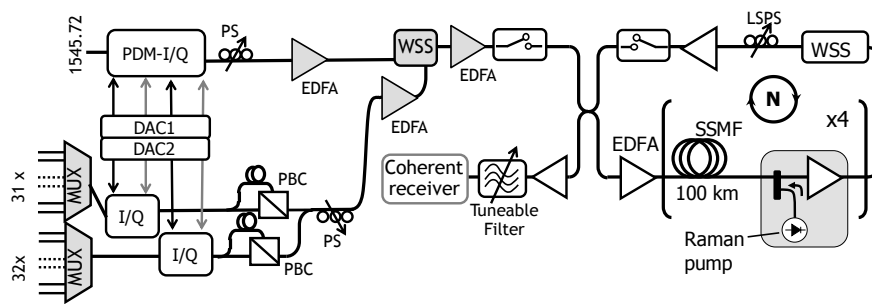 1545.72
PDM-I/Q
PS
EDFA
WSS
EDFA
LSPS
WSS
DAC1
DAC2
EDFA
N
x4
EDFA
SSMF
31 x
MUX
I/Q
PBC
PS
Coherent
receiver
Tuneable
Filter
100 km
Raman
pump
32x
MUX
I/Q
PBC